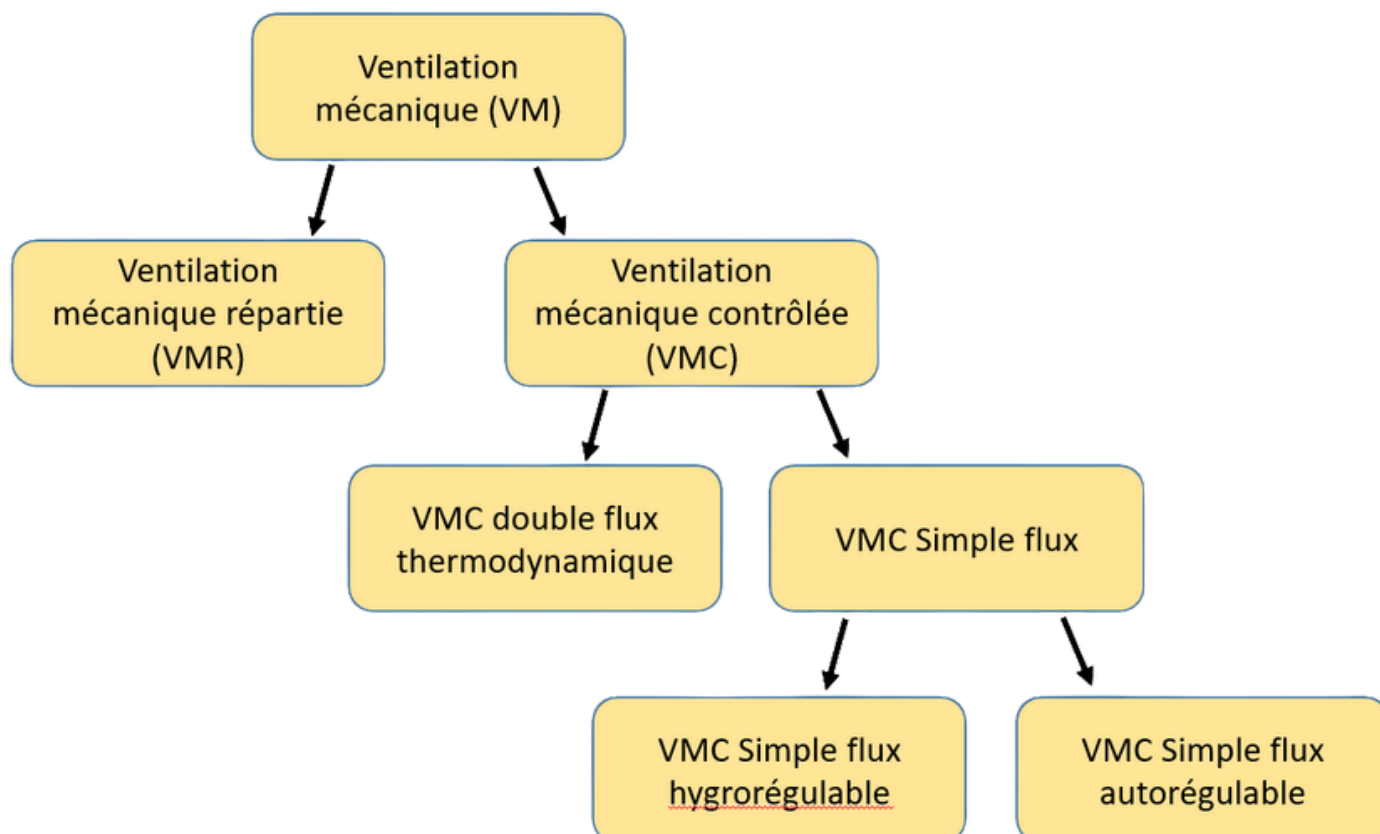 Ventilation
mécanique (VM)
Ventilation
mécanique répartie
(VMR)
Ventilation
mécanique contrôlée
(VMC)
VMC double flux
thermodynamique
VMC Simple flux
VMC Simple flux
hygrorégulable
VMC Simple flux
autorégulable